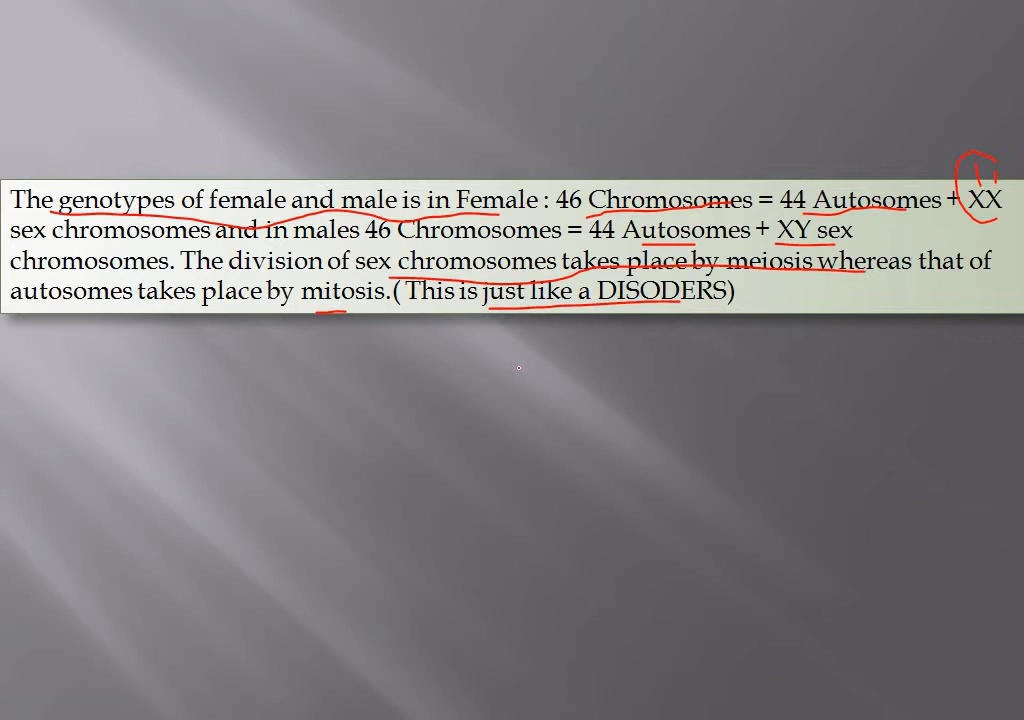 The genotypes of female and male is in Female : 46 Chromosomes = 44 Autosomes + XX
sex chromosomes and in males 46 Chromosomes = 44 Autosomes + XY sex
chromosomes. The division of sex chromosomes takes place by meiosis whereas that of
autosomes takes place by mitosis.( This is just like a DISODERS)